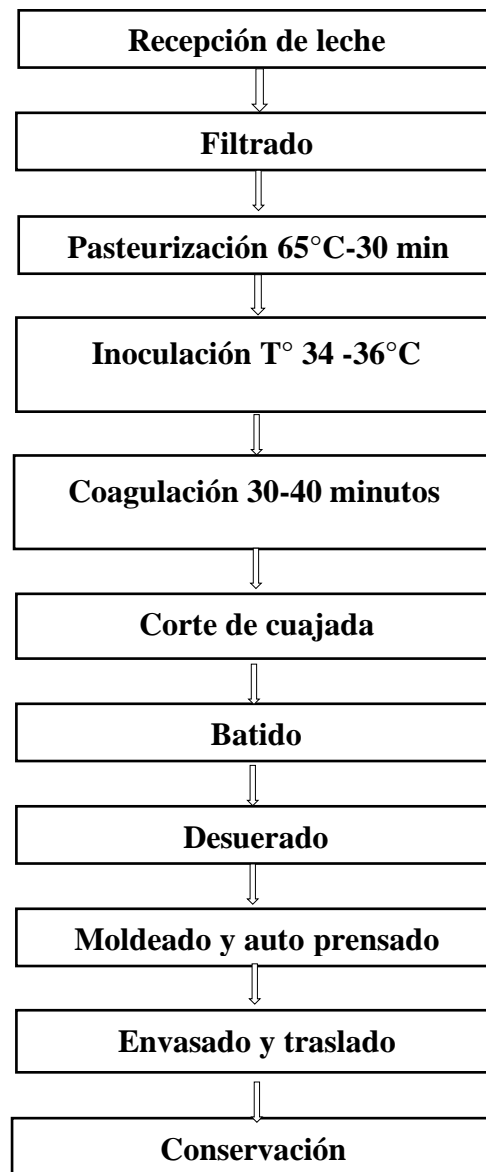 Recepción de leche
Filtrado
Pasteurización 65°C-30 min
Inoculación T° 34 -36°C
Coagulación 30-40 minutos
Corte de cuajada
Batido
Desuerado
Moldeado y auto prensado
Envasado y traslado
Conservación